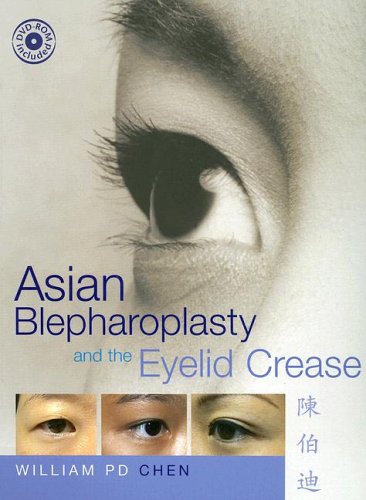 DVD-ROM
included
Asian
Blepharoplasty
and the
Eyelid Crease
陳
伯
迪
WILLIAM PD CHEN